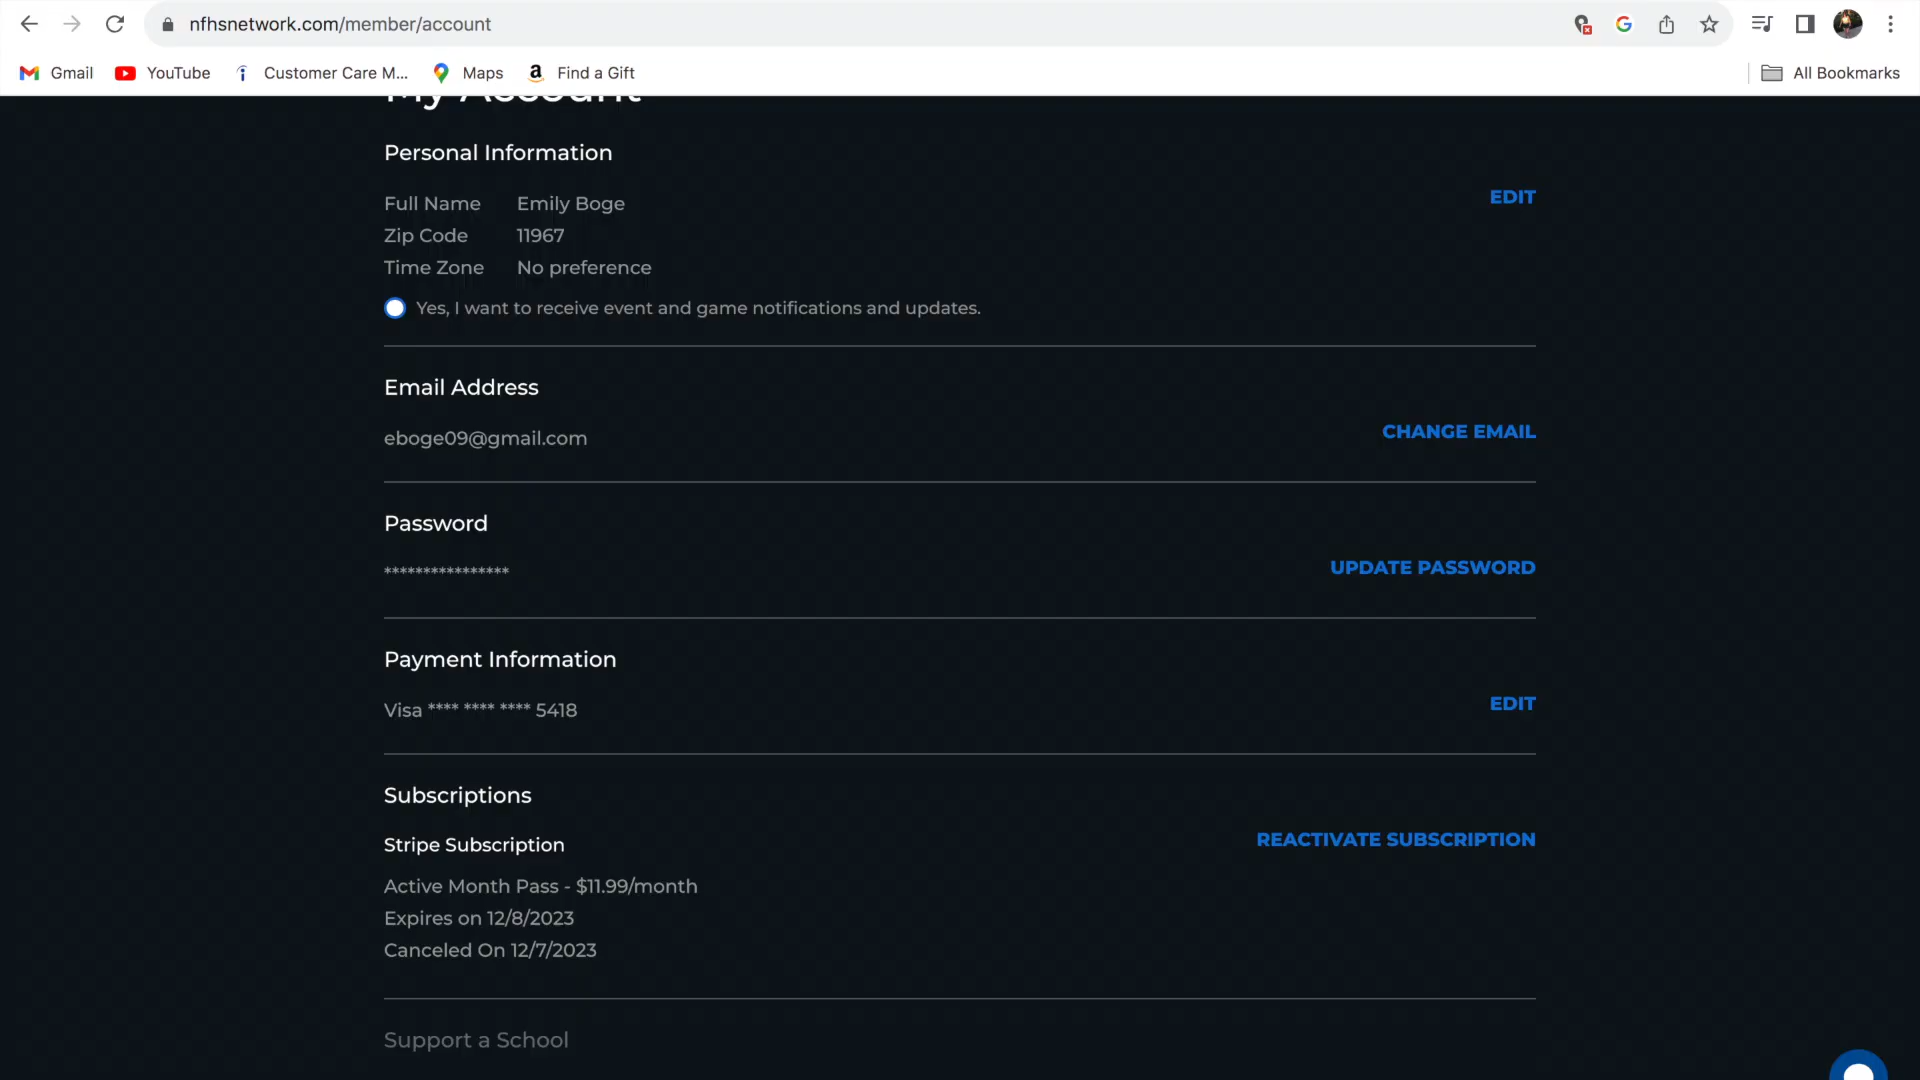 nfhsnetwork.com/member/account
Gmail
YouTube
Customer Care M...
Maps
Find a Gift
All Bookmarks
My Account
Personal Information
Full Name Emily Boge
EDIT
Zip Code 11967
Time Zone No preference
Yes, I want to receive event and game notifications and updates.
Email Address
eboge09@gmail.com
CHANGE EMAIL
Password
****************
UPDATE PASSWORD
Payment Information
Visa **** **** **** 5418
EDIT
Subscriptions
Stripe Subscription
REACTIVATE SUBSCRIPTION
Active Month Pass - $11.99/month
Expires on 12/8/2023
Canceled On 12/7/2023
Support a School